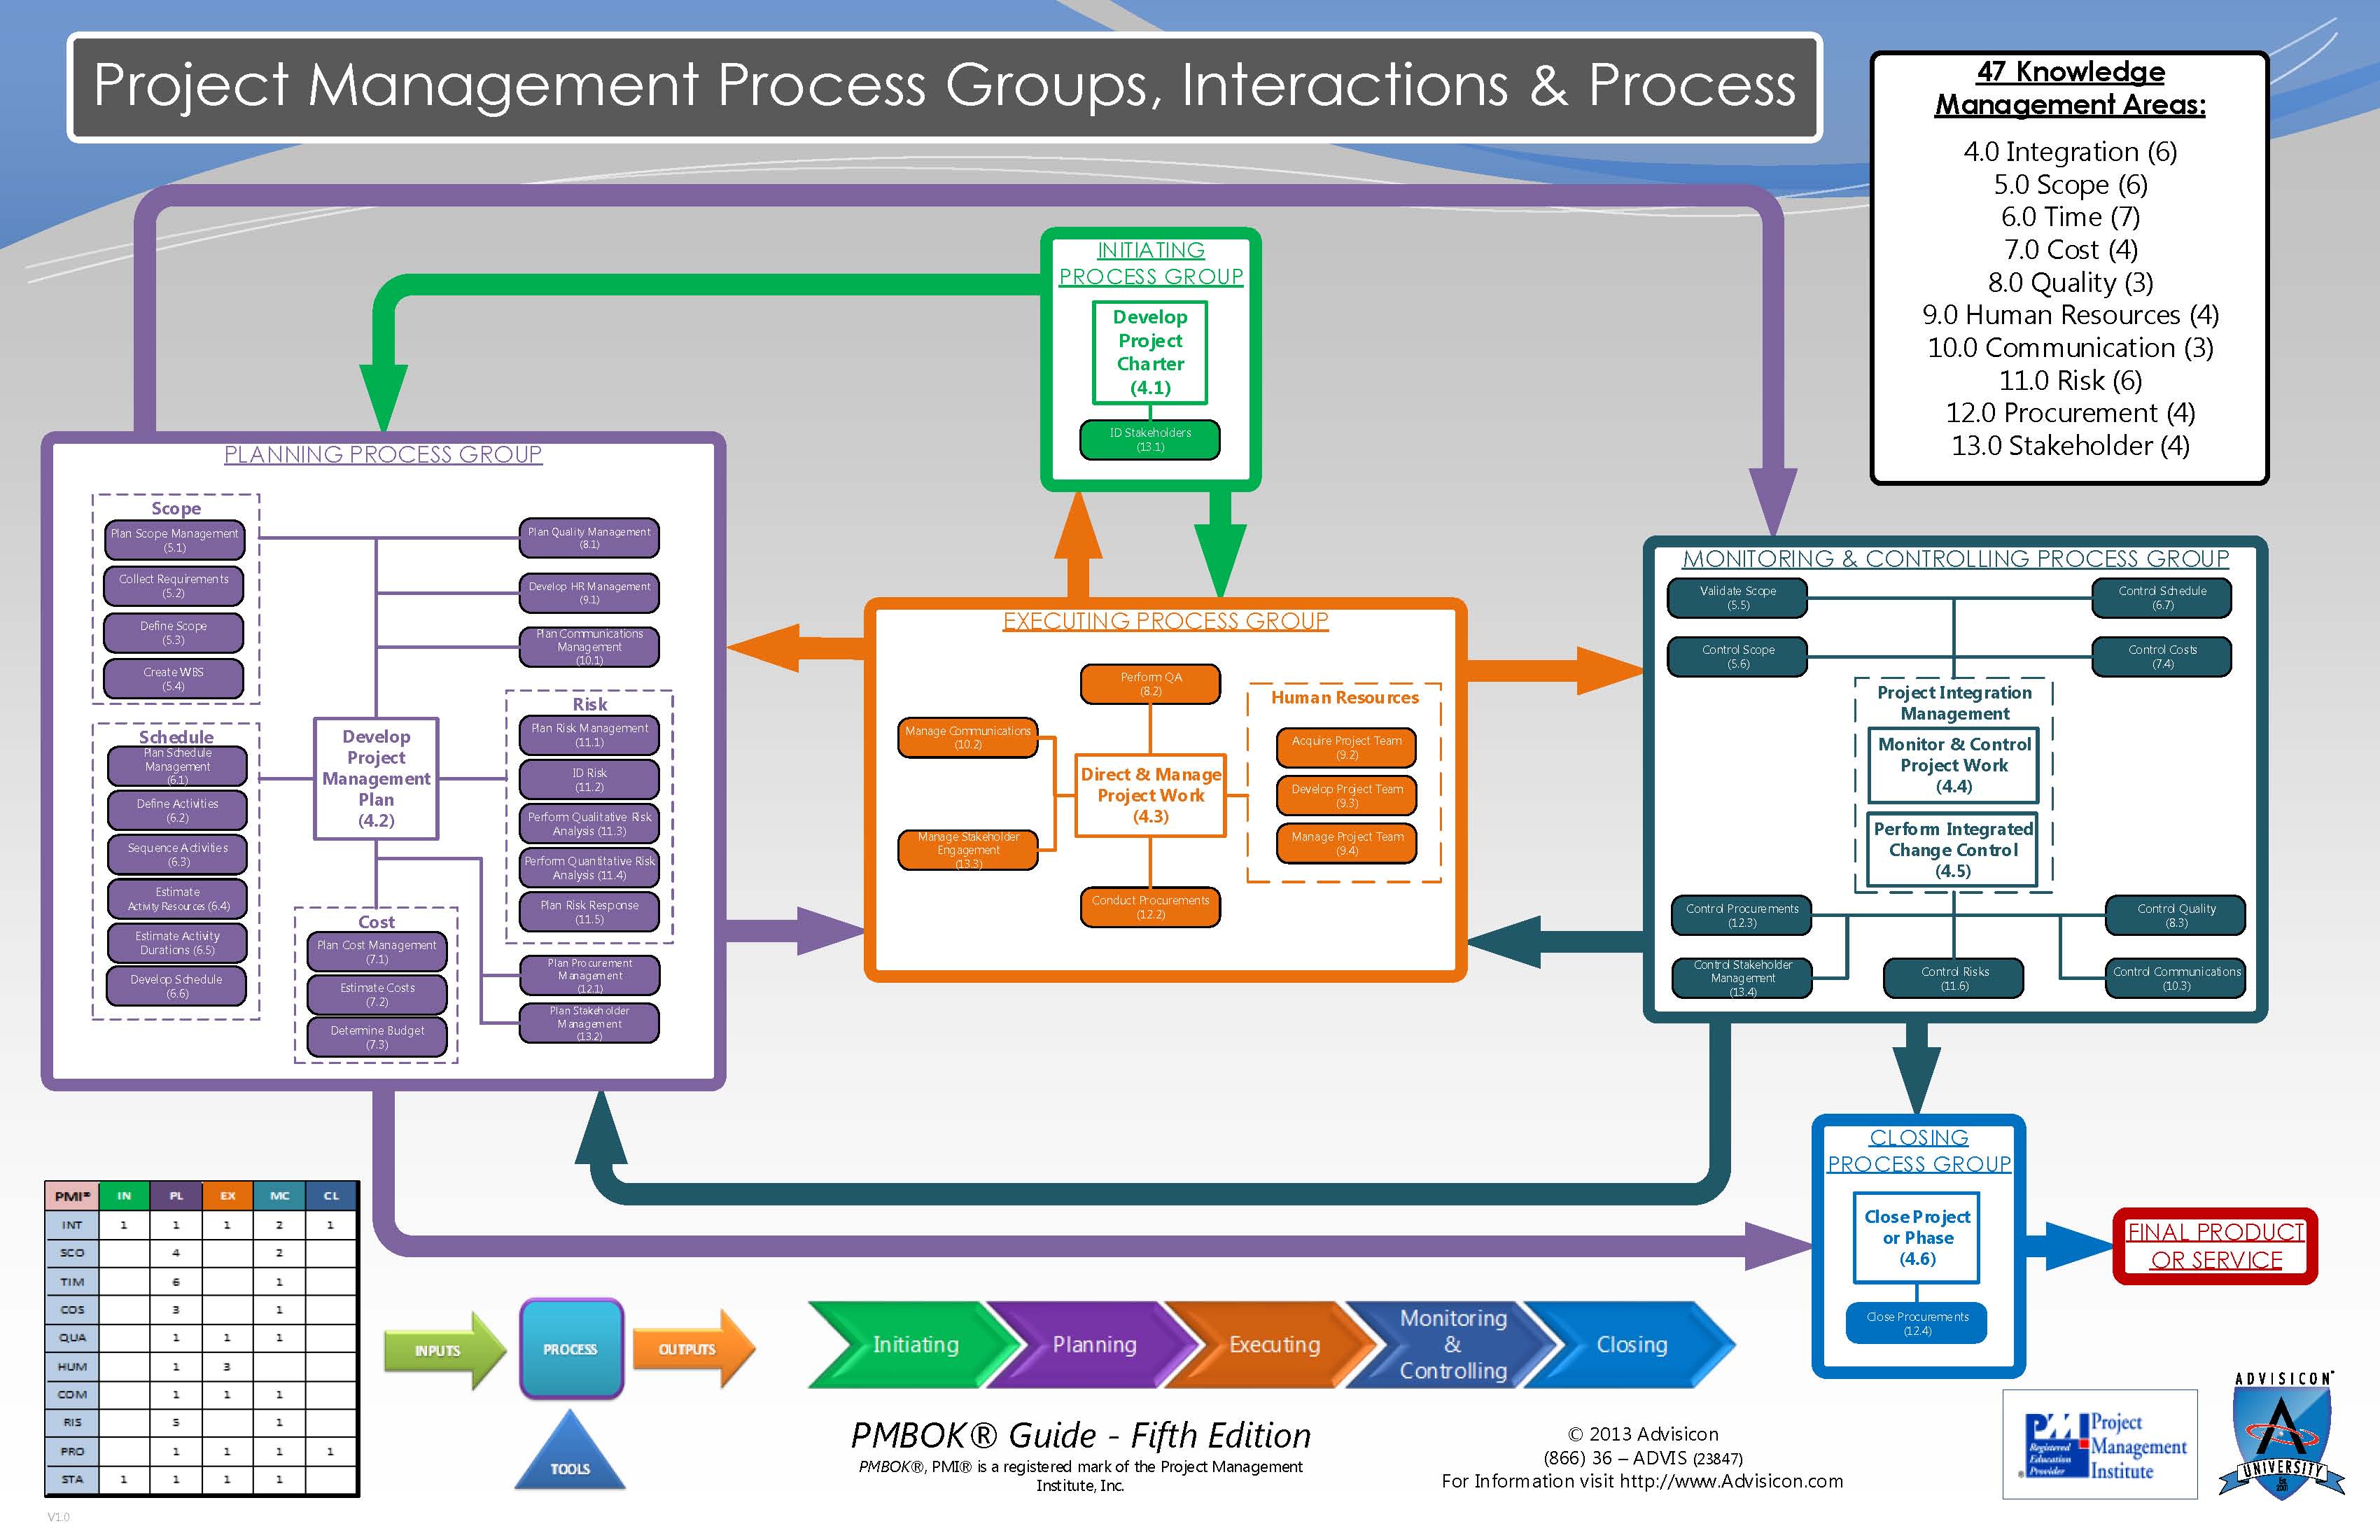 Project Management Process Groups, Interactions & Process
47 Knowledge
Management Areas:
4.0 Integration (6)
5.0 Scope (6)
6.0 Time (7)
7.0 Cost (4)
8.0 Quality (3)
9.0 Human Resources (4)
10.0 Communication (3)
11.0 Risk (6)
12.0 Procurement (4)
13.0 Stakeholder (4)
INITIATING
PROCESS GROUP
Develop
Project
Charter
(4.1)
ID Stakeholders
(13.1)
PLANNING PROCESS GROUP
Scope
Plan Scope Management
(5.1)
Collect Requirements
(5.2)
Define Scope
(5.3)
Create WBS
(5.4)
Schedule
Plan Schedule
Management
(6.1)
Define Activities
(6.2)
Sequence Activities
(6.3)
Estimate
Activity Resources (6.4)
Estimate Activity
Durations (6.5)
Develop Schedule
(6.6)
Develop
Project
Management
Plan
(4.2)
Cost
Plan Cost Management
(7.1)
Estimate Costs
(7.2)
Determine Budget
(7.3)
Plan Quality Management
(8.1)
Develop HR Management
(9.1)
Plan Communications
Management
(10.1)
Risk
Plan Risk Management
(11.1)
ID Risk
(11.2)
Perform Qualitative Risk
Analysis (11.3)
Perform Quantitative Risk
Analysis (11.4)
Plan Risk Response
(11.5)
Plan Procurement
Management
(12.1)
Plan Stakeholder
Management
(13.2)
EXECUTING PROCESS GROUP
Perform QA
(8.2)
Manage Communications
(10.2)
Manage Stakeholder
Engagement
(13.3)
Direct & Manage
Project Work
(4.3)
Conduct Procurements
(12.2)
Human Resources
Acquire Project Team
(9.2)
Develop Project Team
(9.3)
Manage Project Team
(9.4)
MONITORING & CONTROLLING PROCESS GROUP
Validate Scope
(5.5)
Control Schedule
(6.7)
Control Scope
(5.6)
Control Costs
(7.4)
Project Integration
Management
Monitor & Control
Project Work
(4.4)
Perform Integrated
Change Control
(4.5)
Control Procurements
(12.3)
Control Quality
(8.3)
Control Stakeholder
Management
(13.4)
Control Risks
(11.6)
Control Communications
(10.3)
CLOSING
PROCESS GROUP
Close Project
or Phase
(4.6)
Close Procurements
(12.4)
FINAL PRODUCT
OR SERVICE
PMI® IN PL EX MC CL
INT 1 1 1 2 1
SCO 4 2
TIM 6 1
COS 3 1
QUA 1 1 1
HUM 1 3
COM 1 1 1
RIS 5 1
PRO 1 1 1 1
STA 1 1 1 1
V1.0
INPUTS
PROCESS
OUTPUTS
TOOLS
Initiating
Planning
Executing
Monitoring
&
Controlling
Closing
PMBOK® Guide - Fifth Edition
PMBOK®, PMI® is a registered mark of the Project Management
Institute, Inc.
© 2013 Advisicon
(866) 36 – ADVIS (23847)
For Information visit http://www.Advisicon.com
PMI
Registered
Education
Provider
®
Project
Management
Institute
ADVISICON
A
UNIVERSITY